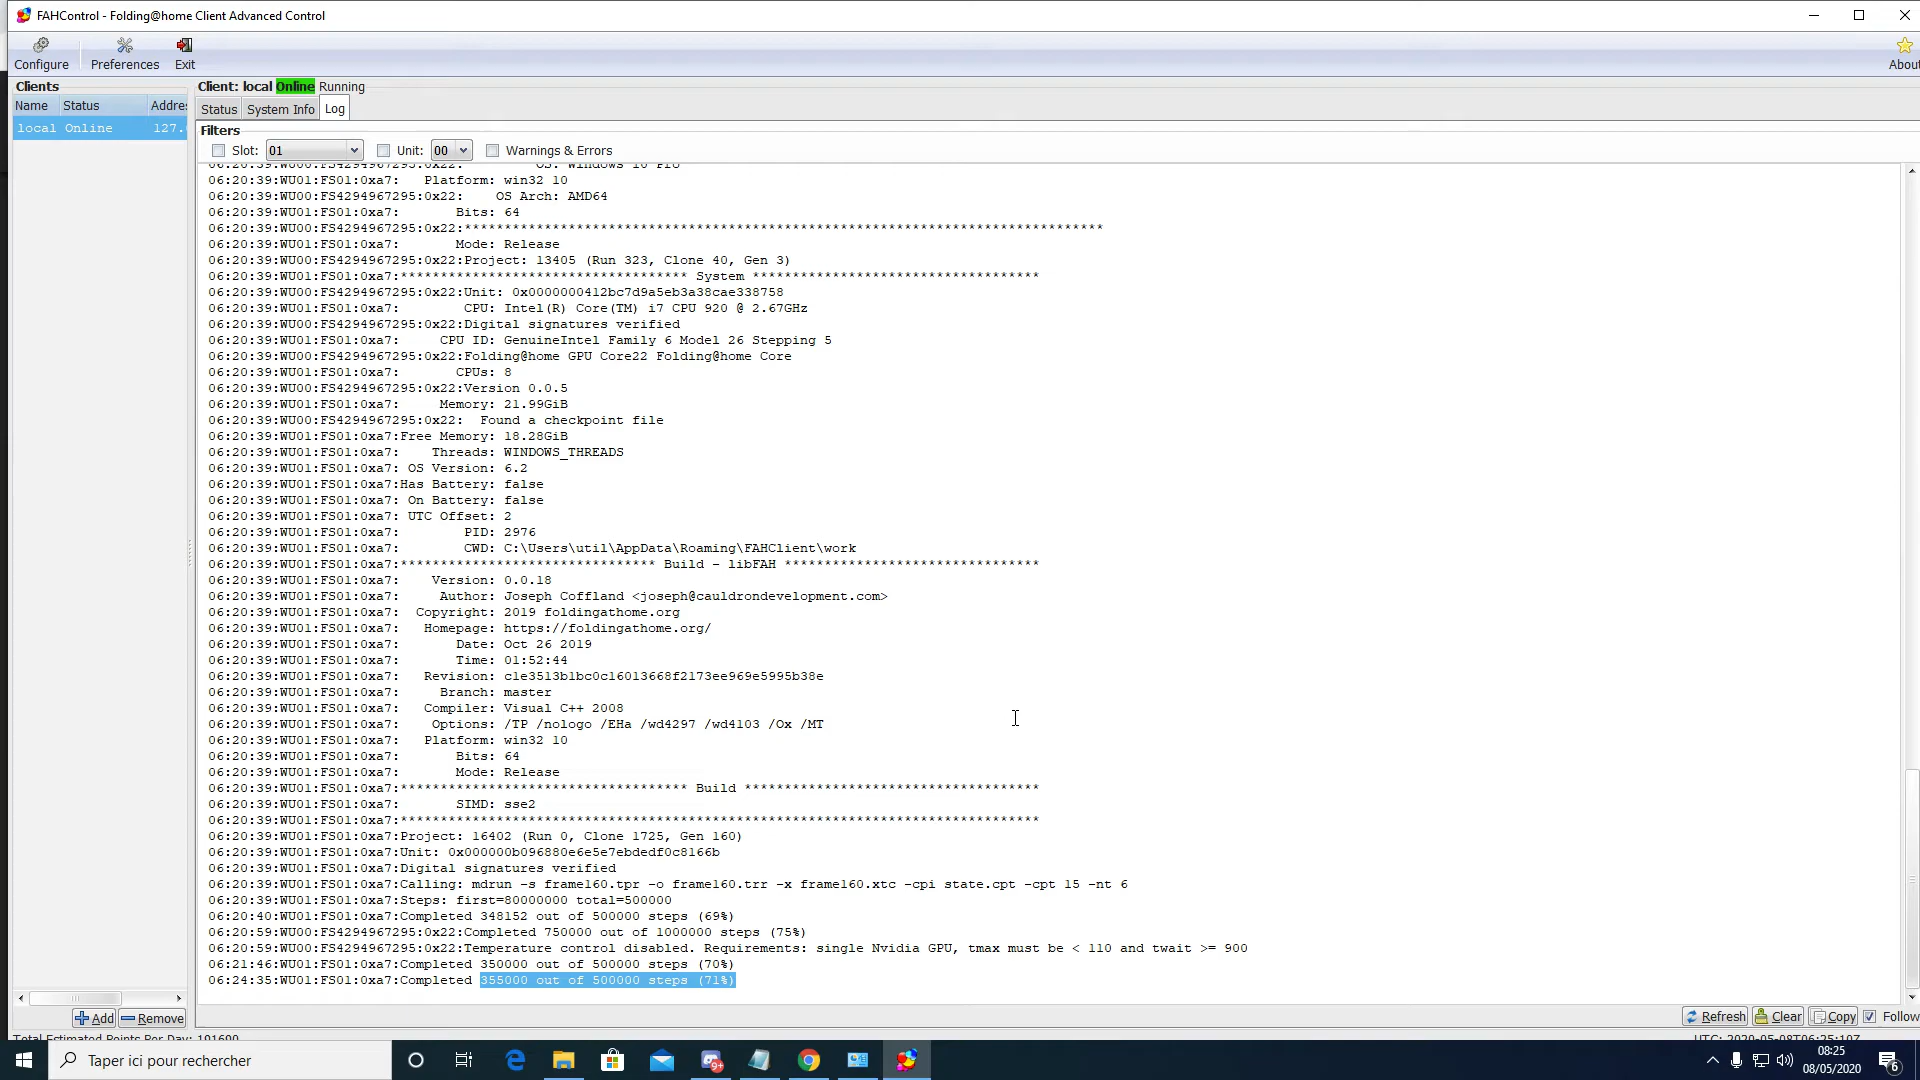 FAHControl - Folding@home Client Advanced Control
Configure Preferences Exit
About
Clients
Name Status Addre
local Online 127.
Client: local Online Running
Status System Info Log
Filters
Slot: 01 Unit: 00 Warnings & Errors
06:20:39:WU00:FS4294967295:0x22: OS: Windows 10 Pro
06:20:39:WU01:FS01:0xa7: Platform: win32 10
06:20:39:WU00:FS4294967295:0x22: OS Arch: AMD64
06:20:39:WU01:FS01:0xa7: Bits: 64
06:20:39:WU00:FS4294967295:0x22:********************************************************************************
06:20:39:WU01:FS01:0xa7: Mode: Release
06:20:39:WU00:FS4294967295:0x22:Project: 13405 (Run 323, Clone 40, Gen 3)
06:20:39:WU01:FS01:0xa7:************************************ System ************************************
06:20:39:WU00:FS4294967295:0x22:Unit: 0x0000000412bc7d9a5eb3a38cae338758
06:20:39:WU01:FS01:0xa7: CPU: Intel(R) Core(TM) i7 CPU 920 @ 2.67GHz
06:20:39:WU00:FS4294967295:0x22:Digital signatures verified
06:20:39:WU01:FS01:0xa7: CPU ID: GenuineIntel Family 6 Model 26 Stepping 5
06:20:39:WU00:FS4294967295:0x22:Folding@home GPU Core22 Folding@home Core
06:20:39:WU01:FS01:0xa7: CPUs: 8
06:20:39:WU00:FS4294967295:0x22:Version 0.0.5
06:20:39:WU01:FS01:0xa7: Memory: 21.99GiB
06:20:39:WU00:FS4294967295:0x22: Found a checkpoint file
06:20:39:WU01:FS01:0xa7:Free Memory: 18.28GiB
06:20:39:WU01:FS01:0xa7: Threads: WINDOWS_THREADS
06:20:39:WU01:FS01:0xa7: OS Version: 6.2
06:20:39:WU01:FS01:0xa7:Has Battery: false
06:20:39:WU01:FS01:0xa7: On Battery: false
06:20:39:WU01:FS01:0xa7: UTC Offset: 2
06:20:39:WU01:FS01:0xa7: PID: 2976
06:20:39:WU01:FS01:0xa7: CWD: C:\Users\util\AppData\Roaming\FAHClient\work
06:20:39:WU01:FS01:0xa7:******************************** Build - libFAH ********************************
06:20:39:WU01:FS01:0xa7: Version: 0.0.18
06:20:39:WU01:FS01:0xa7: Author: Joseph Coffland <joseph@cauldrondevelopment.com>
06:20:39:WU01:FS01:0xa7: Copyright: 2019 foldingathome.org
06:20:39:WU01:FS01:0xa7: Homepage: https://foldingathome.org/
06:20:39:WU01:FS01:0xa7: Date: Oct 26 2019
06:20:39:WU01:FS01:0xa7: Time: 01:52:44
06:20:39:WU01:FS01:0xa7: Revision: c1e3513b1bc0c16013668f2173ee969e5995b38e
06:20:39:WU01:FS01:0xa7: Branch: master
06:20:39:WU01:FS01:0xa7: Compiler: Visual C++ 2008
06:20:39:WU01:FS01:0xa7: Options: /TP /nologo /EHa /wd4297 /wd4103 /Ox /MT
06:20:39:WU01:FS01:0xa7: Platform: win32 10
06:20:39:WU01:FS01:0xa7: Bits: 64
06:20:39:WU01:FS01:0xa7: Mode: Release
06:20:39:WU01:FS01:0xa7:************************************ Build *************************************
06:20:39:WU01:FS01:0xa7: SIMD: sse2
06:20:39:WU01:FS01:0xa7:********************************************************************************
06:20:39:WU01:FS01:0xa7:Project: 16402 (Run 0, Clone 1725, Gen 160)
06:20:39:WU01:FS01:0xa7:Unit: 0x000000b096880e6e5e7ebdedf0c8166b
06:20:39:WU01:FS01:0xa7:Digital signatures verified
06:20:39:WU01:FS01:0xa7:Calling: mdrun -s frame160.tpr -o frame160.trr -x frame160.xtc -cpi state.cpt -cpt 15 -nt 6
06:20:39:WU01:FS01:0xa7:Steps: first=80000000 total=500000
06:20:40:WU01:FS01:0xa7:Completed 348152 out of 500000 steps (69%)
06:20:59:WU00:FS4294967295:0x22:Completed 750000 out of 1000000 steps (75%)
06:20:59:WU00:FS4294967295:0x22:Temperature control disabled. Requirements: single Nvidia GPU, tmax must be < 110 and twait >= 900
06:21:46:WU01:FS01:0xa7:Completed 350000 out of 500000 steps (70%)
06:24:35:WU01:FS01:0xa7:Completed 355000 out of 500000 steps (71%)
Add Remove
Refresh Clear Copy Follow
Total Estimated Points Per Day: 191690
UTC: 2020-05-08T06:25:10Z
Taper ici pour rechercher
9+
08:25
08/05/2020
6